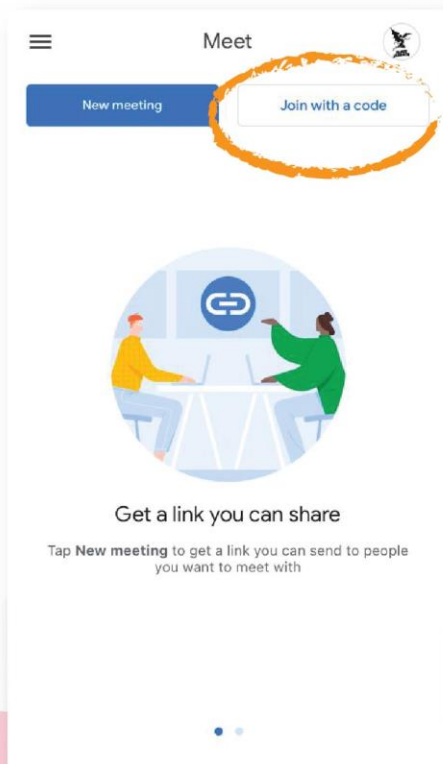 Meet
New meeting
Join with a code
Get a link you can share
Tap New meeting to get a link you can send to people
you want to meet with